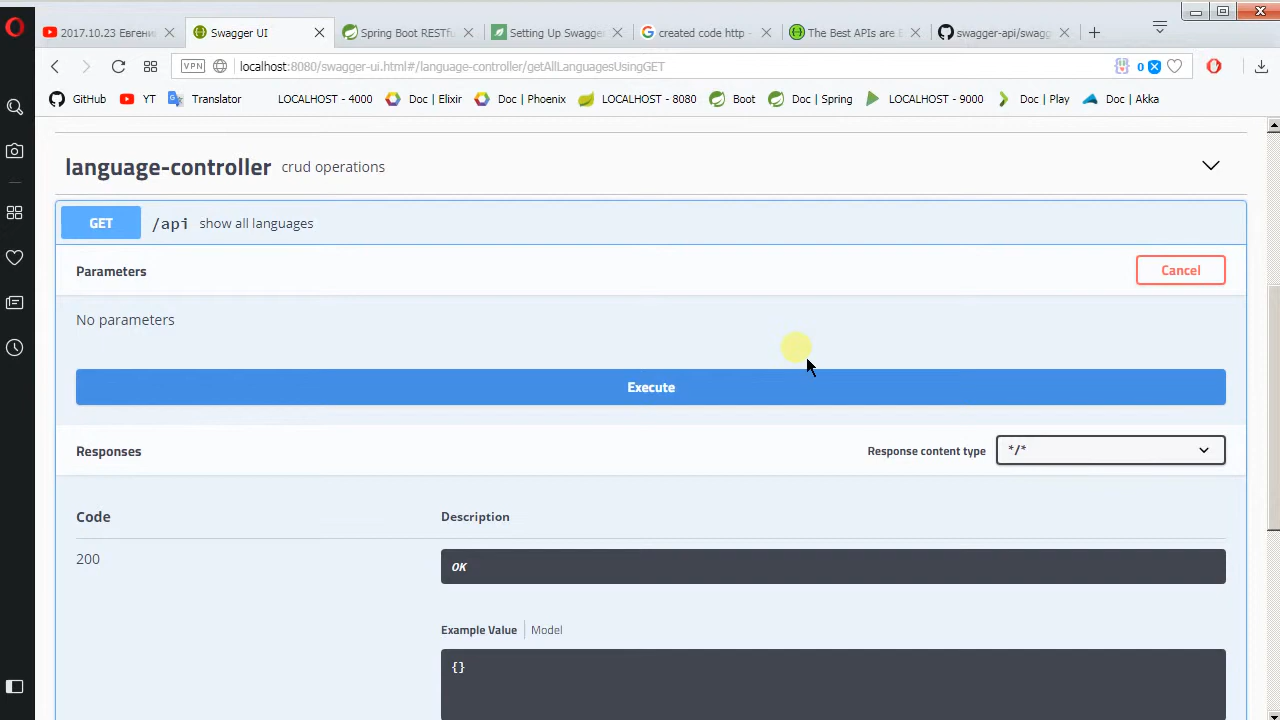 2017.10.23 Евгени
Swagger UI
Spring Boot RESTfu
Setting Up Swagge
created code http -
The Best APIs are E
swagger-api/swagg
VPN
localhost:8080/swagger-ui.html#/language-controller/getAllLanguagesUsingGET
0
GitHub
YT
Translator
LOCALHOST - 4000
Doc | Elixir
Doc | Phoenix
LOCALHOST - 8080
Boot
Doc | Spring
LOCALHOST - 9000
Doc | Play
Doc | Akka
language-controller crud operations
GET /api show all languages
Parameters
Cancel
No parameters
Execute
Responses
Response content type
*/*
Code
Description
200
OK
Example Value
Model
{}